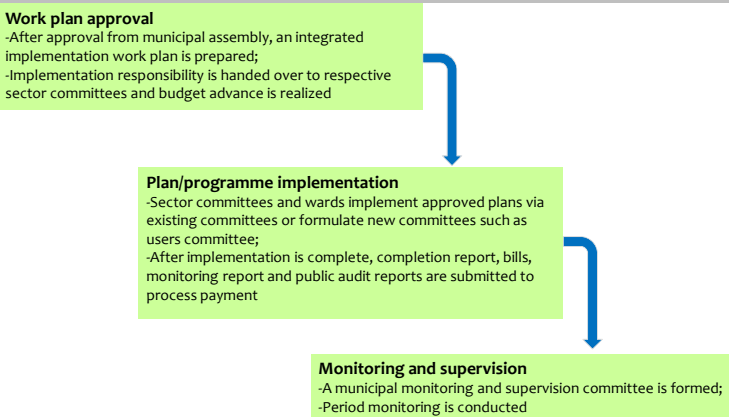 Work plan approval
-After approval from municipal assembly, an integrated
implementation work plan is prepared;
-Implementation responsibility is handed over to respective
sector committees and budget advance is realized
Plan/programme implementation
-Sector committees and wards implement approved plans via
existing committees or formulate new committees such as
users committee;
-After implementation is complete, completion report, bills,
monitoring report and public audit reports are submitted to
process payment
Monitoring and supervision
-A municipal monitoring and supervision committee is formed;
-Period monitoring is conducted